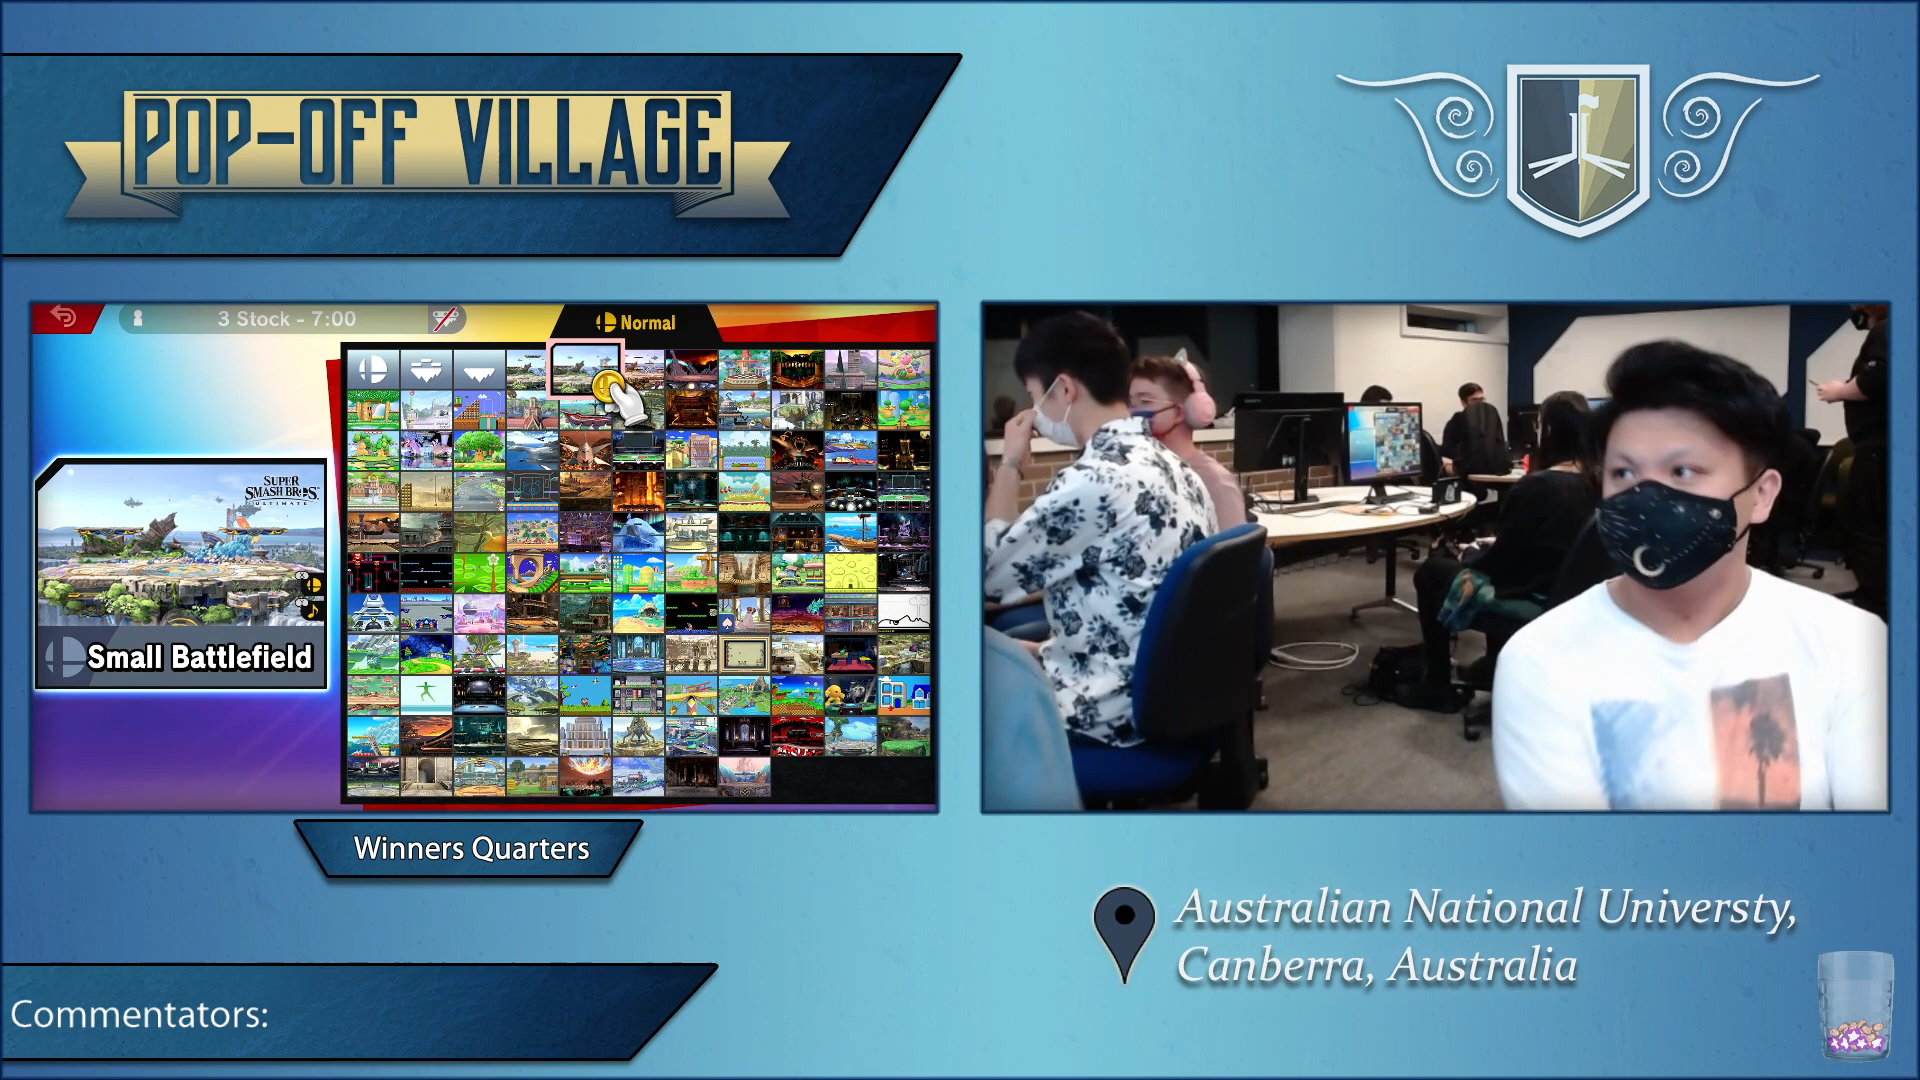 POP-OFF VILLAGE
3 Stock - 7:00
Normal
SUPER
SMASH BROS.
ULTIMATE
Small Battlefield
Winners Quarters
Australian National Universty,
Canberra, Australia
Commentators: